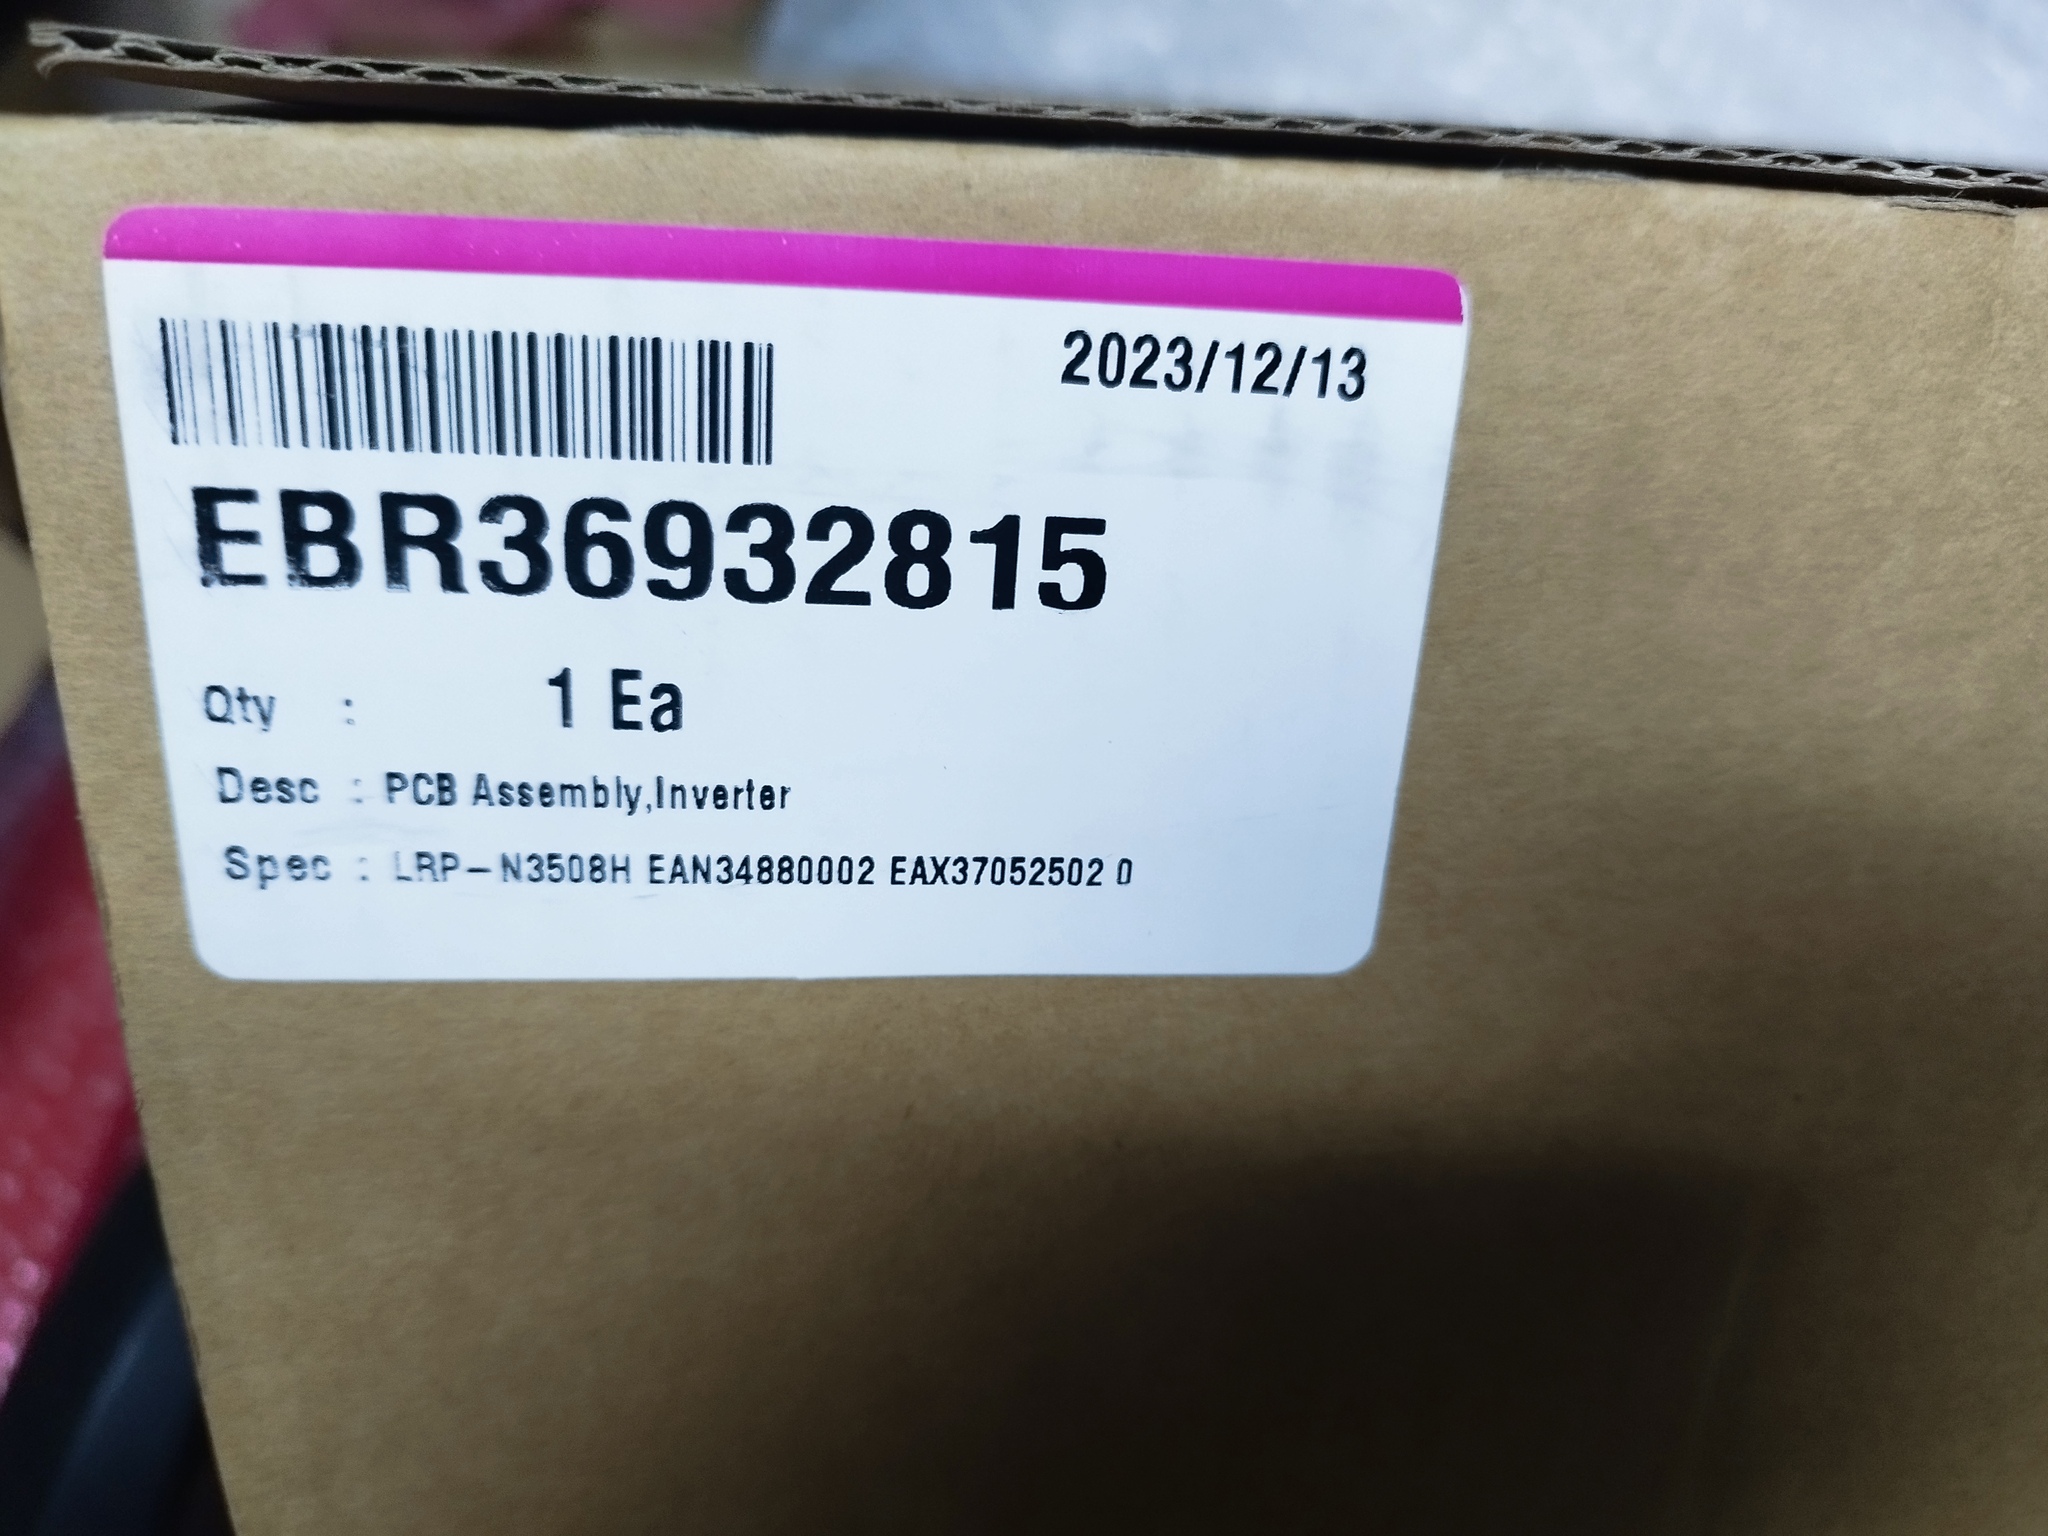 2023/12/13
EBR36932815
Qty : 1 Ea
Desc : PCB Assembly,Inverter
Spec : LRP-N3508H EAN34880002 EAX37052502 0